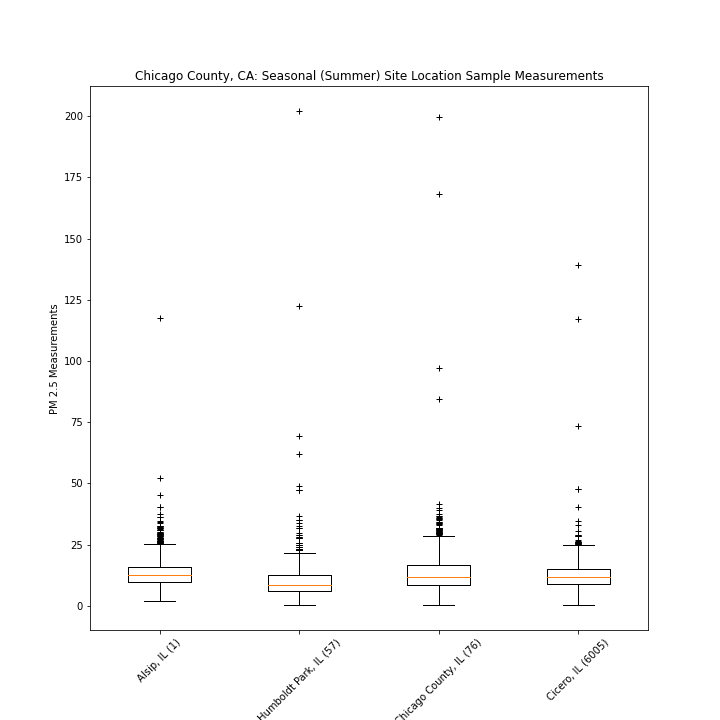 Chicago County, CA: Seasonal (Summer) Site Location Sample Measurements
200
175
150
125
100
75
50
25
0
PM 2.5 Measurements
Alsip, IL (1)
Humboldt Park, IL (57)
Chicago County, IL (76)
Cicero, IL (6005)